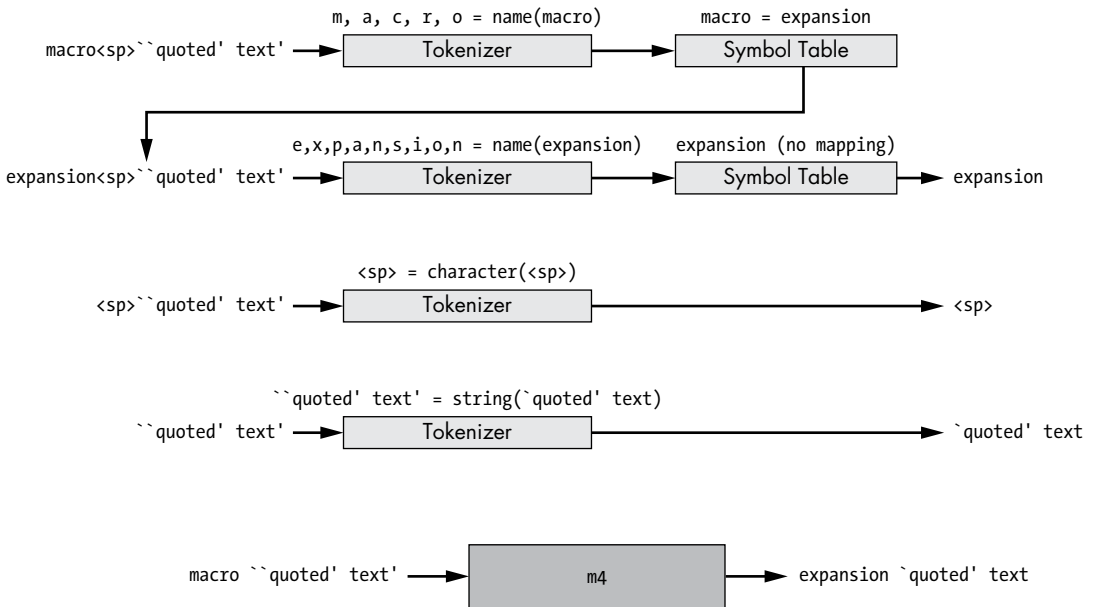 m, a, c, r, o = name(macro)
macro = expansion
macro<sp>``quoted' text'
Tokenizer
Symbol Table
e,x,p,a,n,s,i,o,n = name(expansion)
expansion (no mapping)
expansion<sp>``quoted' text'
Tokenizer
Symbol Table
expansion
<sp> = character(<sp>)
<sp>``quoted' text'
Tokenizer
<sp>
``quoted' text' = string(`quoted' text)
``quoted' text'
Tokenizer
`quoted' text
macro ``quoted' text'
m4
expansion `quoted' text